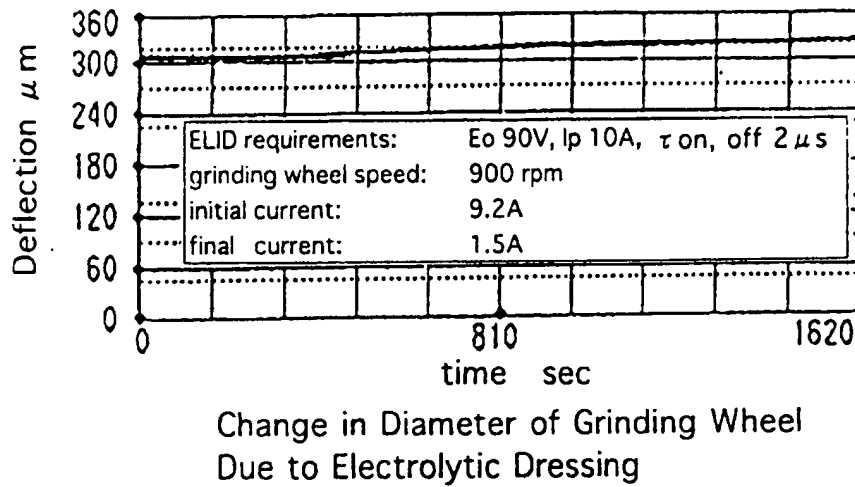 Deflection μm
360
300
240
180
120
60
0
ELID requirements: Eo 90V, Ip 10A, τ on, off 2μs
grinding wheel speed: 900 rpm
initial current: 9.2A
final current: 1.5A
0 810 1620
time sec
Change in Diameter of Grinding Wheel
Due to Electrolytic Dressing